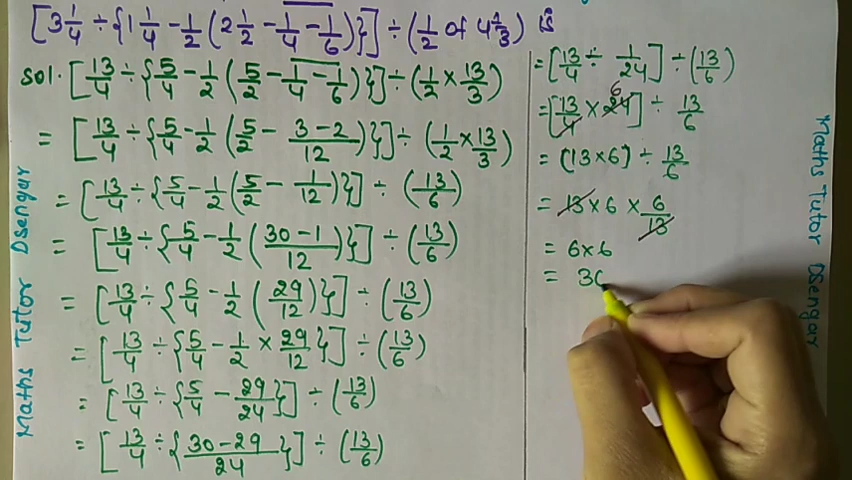 [3 1/4 ÷ {1 1/4 - 1/2 (2 1/2 - 1/4 - 1/6)}] ÷ (1/2 of 4 1/3) is
sol. [13/4 ÷ {5/4 - 1/2 (5/2 - 1/4 - 1/6)}] ÷ (1/2 × 13/3)
= [13/4 ÷ {5/4 - 1/2 (5/2 - 3-2/12)}] ÷ (1/2 × 13/3)
= [13/4 ÷ {5/4 - 1/2 (5/2 - 1/12)}] ÷ (13/6)
= [13/4 ÷ {5/4 - 1/2 (30-1/12)}] ÷ (13/6)
= [13/4 ÷ {5/4 - 1/2 (29/12)}] ÷ (13/6)
= [13/4 ÷ {5/4 - 1/2 × 29/12}] ÷ (13/6)
= [13/4 ÷ {5/4 - 29/24}] ÷ (13/6)
= [13/4 ÷ {30-29/24}] ÷ (13/6)
= [13/4 ÷ 1/24] ÷ (13/6)
= [13/4 × 24 6] ÷ 13/6
= (13×6) ÷ 13/6
= 13 × 6 × 6/13
= 6×6
= 36
Maths Tutor Dsengar
Maths Tutor Dsengar